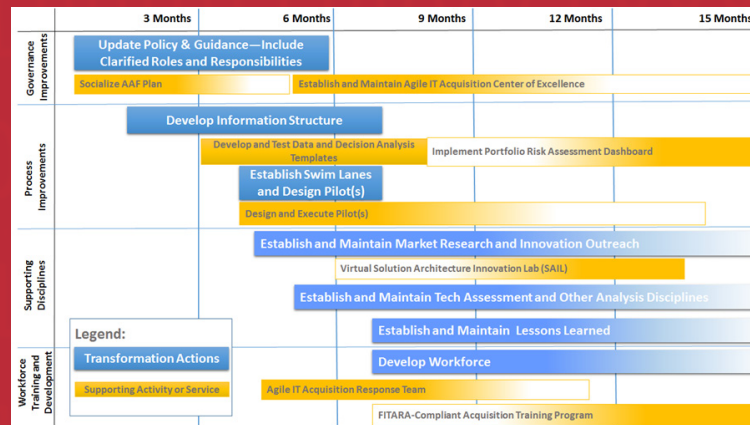 3 Months
6 Months
9 Months
12 Months
15 Months
Governance
Improvements
Update Policy & Guidance—Include
Clarified Roles and Responsibilities
Socialize AAF Plan
Establish and Maintain Agile IT Acquisition Center of Excellence
Process
Improvements
Develop Information Structure
Develop and Test Data and Decision Analysis
Templates
Implement Portfolio Risk Assessment Dashboard
Establish Swim Lanes
and Design Pilot(s)
Design and Execute Pilot(s)
Supporting
Disciplines
Establish and Maintain Market Research and Innovation Outreach
Virtual Solution Architecture Innovation Lab (SAIL)
Establish and Maintain Tech Assessment and Other Analysis Disciplines
Establish and Maintain Lessons Learned
Legend:
Transformation Actions
Supporting Activity or Service
Workforce
Training and
Development
Develop Workforce
Agile IT Acquisition Response Team
FITARA-Compliant Acquisition Training Program